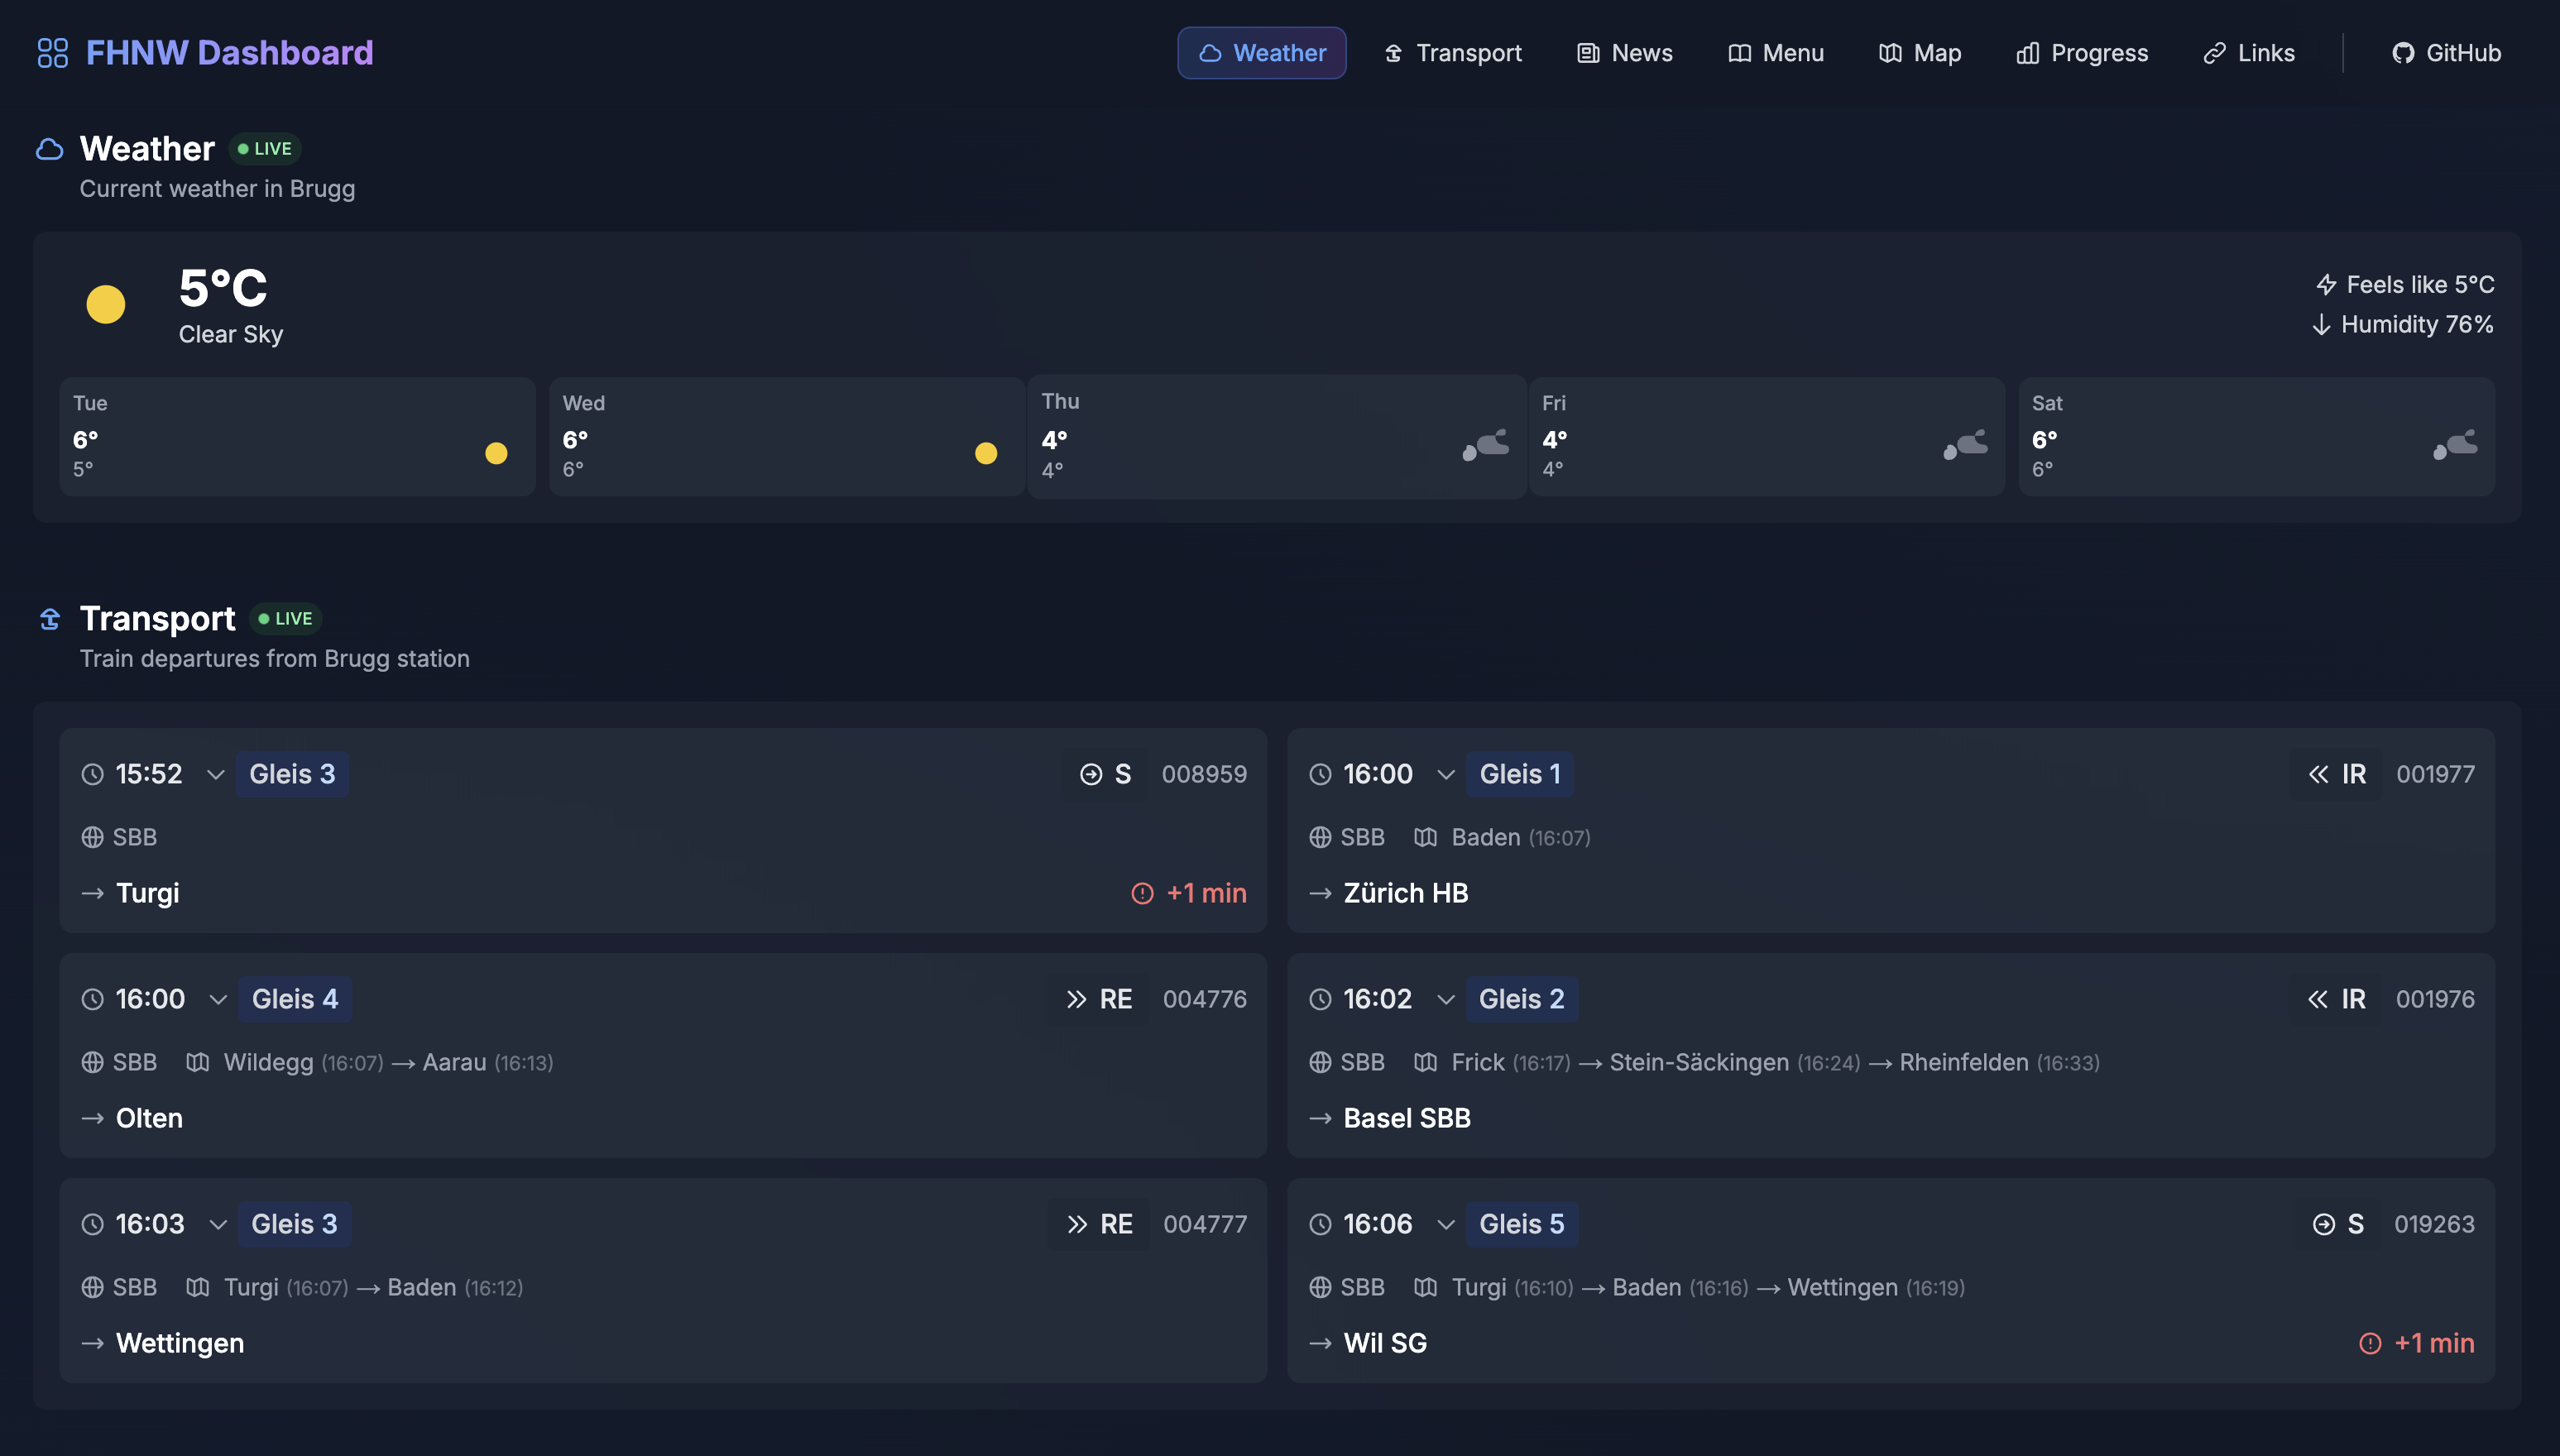 FHNW Dashboard
Weather
Transport
News
Menu
Map
Progress
Links
GitHub
Weather LIVE
Current weather in Brugg
5°C
Clear Sky
Feels like 5°C
Humidity 76%
Tue
6°
5°
Wed
6°
6°
Thu
4°
4°
Fri
4°
4°
Sat
6°
6°
Transport LIVE
Train departures from Brugg station
15:52 Gleis 3 S 008959
SBB
→ Turgi +1 min
16:00 Gleis 1 IR 001977
SBB Baden (16:07)
→ Zürich HB
16:00 Gleis 4 RE 004776
SBB Wildegg (16:07) → Aarau (16:13)
→ Olten
16:02 Gleis 2 IR 001976
SBB Frick (16:17) → Stein-Säckingen (16:24) → Rheinfelden (16:33)
→ Basel SBB
16:03 Gleis 3 RE 004777
SBB Turgi (16:07) → Baden (16:12)
→ Wettingen
16:06 Gleis 5 S 019263
SBB Turgi (16:10) → Baden (16:16) → Wettingen (16:19)
→ Wil SG +1 min